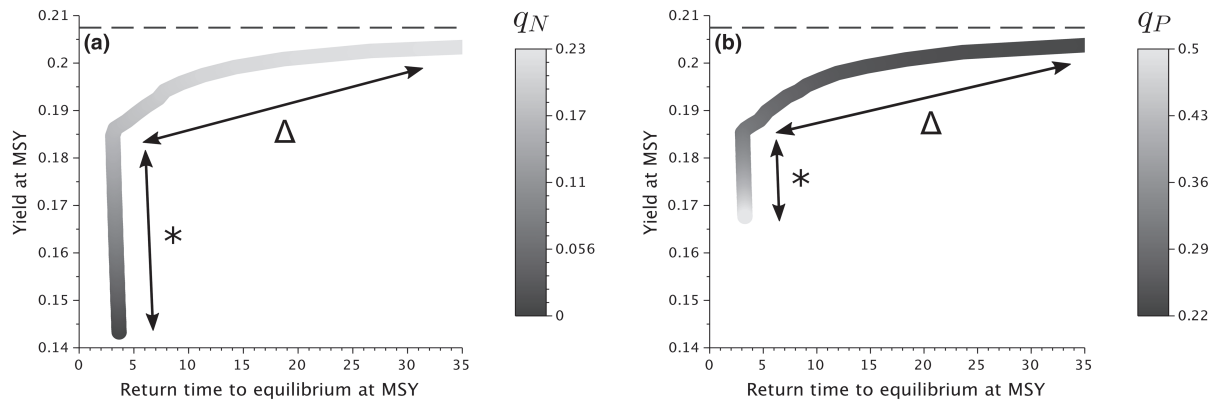 (a)
Yield at MSY
0.21
0.2
0.19
0.18
0.17
0.16
0.15
0.14
0 5 10 15 20 25 30 35
Return time to equilibrium at MSY
Δ
*
q_N
0.23
0.17
0.11
0.056
0
(b)
Yield at MSY
0.21
0.2
0.19
0.18
0.17
0.16
0.15
0.14
0 5 10 15 20 25 30 35
Return time to equilibrium at MSY
Δ
*
q_P
0.5
0.43
0.36
0.29
0.22